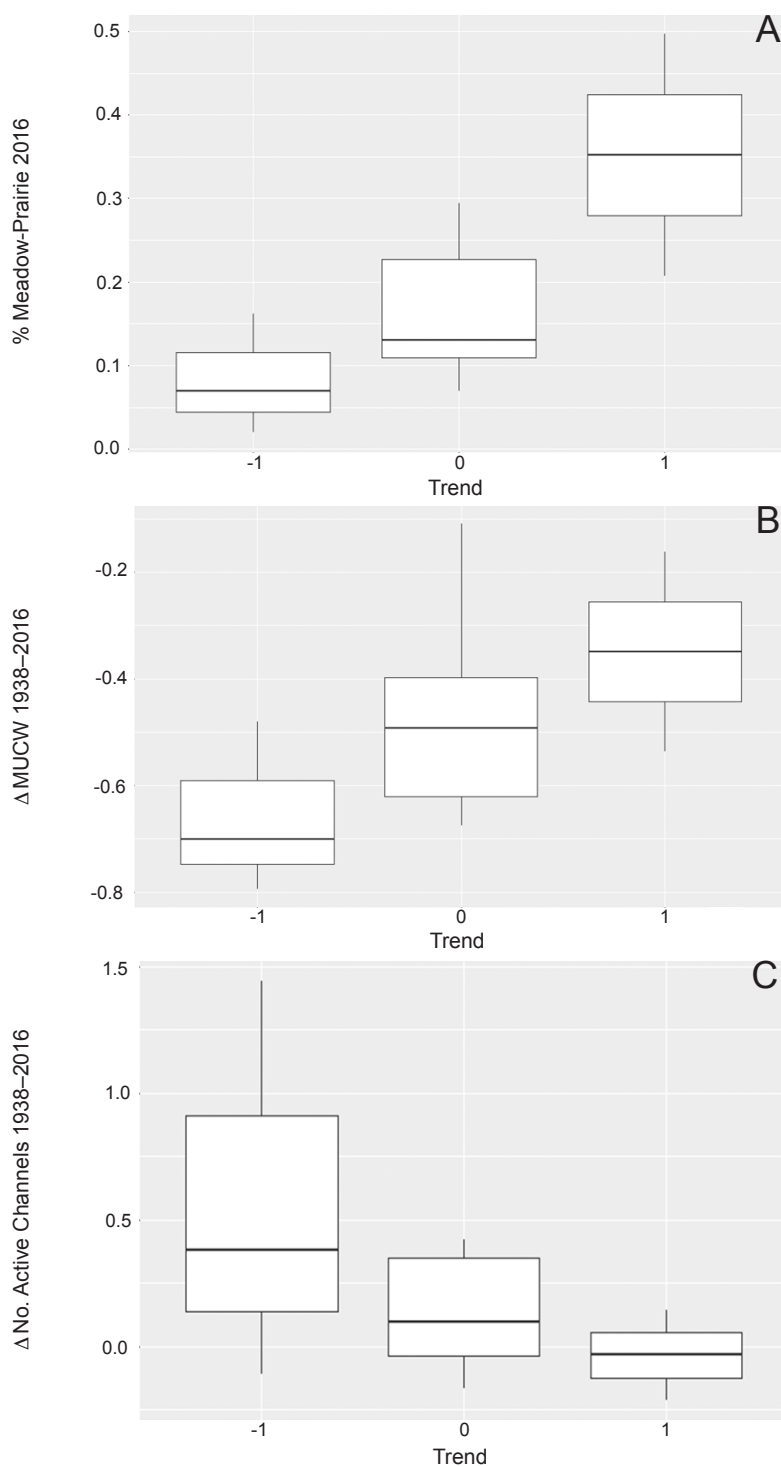 A
% Meadow-Prairie 2016
0.5
0.4
0.3
0.2
0.1
0.0
-1 0 1
Trend
B
Δ MUCW 1938–2016
-0.2
-0.4
-0.6
-0.8
-1 0 1
Trend
C
Δ No. Active Channels 1938–2016
1.5
1.0
0.5
0.0
-1 0 1
Trend